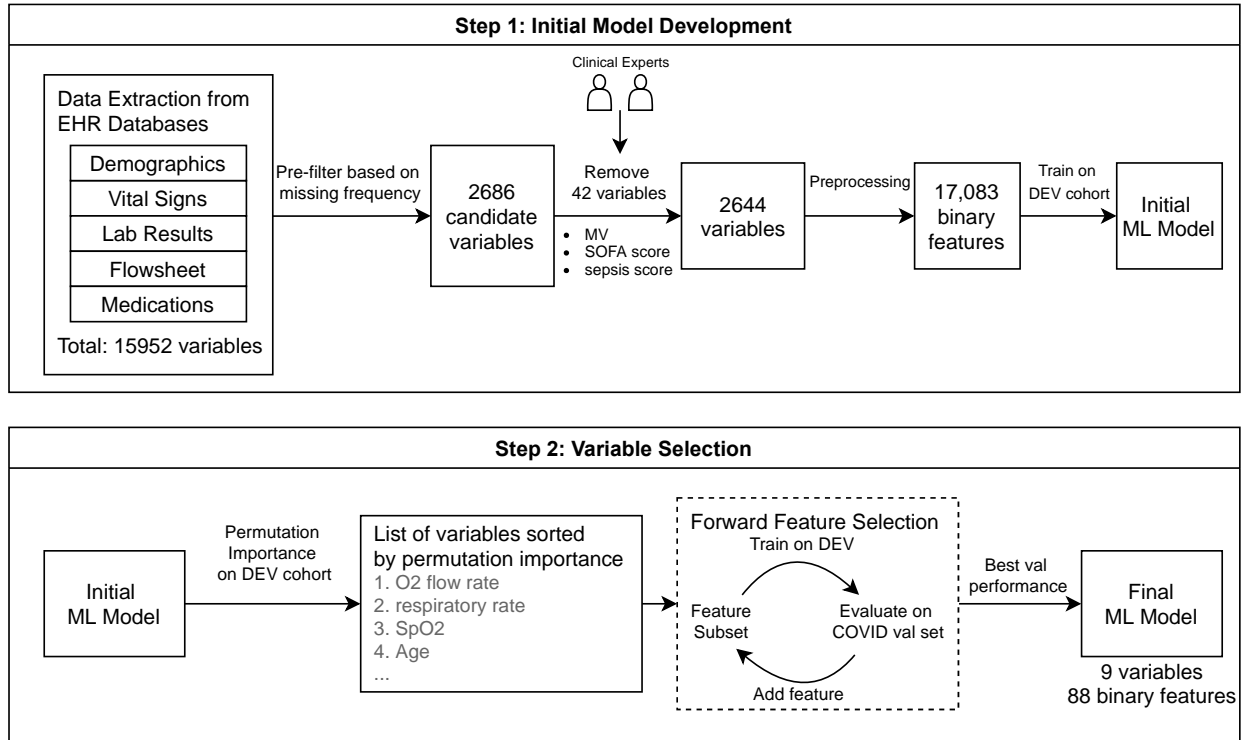 Step 1: Initial Model Development
Clinical Experts
Data Extraction from
EHR Databases
Demographics
Vital Signs
Lab Results
Flowsheet
Medications
Total: 15952 variables
Pre-filter based on
missing frequency
2686
candidate
variables
Remove
42 variables
• MV
• SOFA score
• sepsis score
2644
variables
Preprocessing
17,083
binary
features
Train on
DEV cohort
Initial
ML Model
Step 2: Variable Selection
Initial
ML Model
Permutation
Importance
on DEV cohort
List of variables sorted
by permutation importance
1. O2 flow rate
2. respiratory rate
3. SpO2
4. Age
...
Forward Feature Selection
Train on DEV
Feature
Subset
Evaluate on
COVID val set
Add feature
Best val
performance
Final
ML Model
9 variables
88 binary features